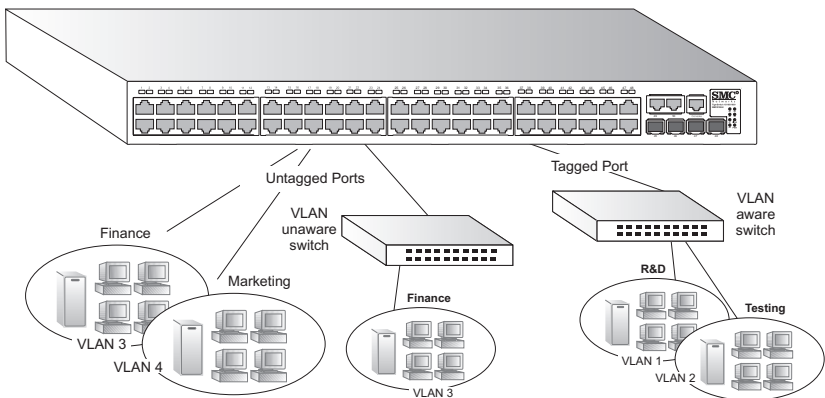 SMC
Untagged Ports
Tagged Port
VLAN
unaware
switch
VLAN
aware
switch
Finance
Marketing
R&D
Finance
Testing
VLAN 3
VLAN 4
VLAN 1
VLAN 2
VLAN 3